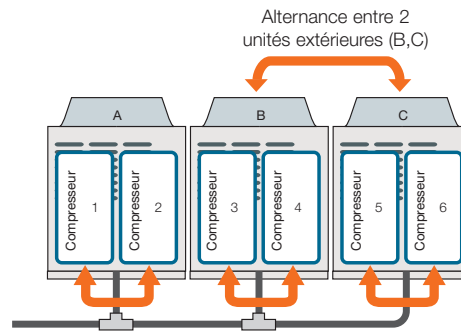 Alternance entre 2
unités extérieures (B,C)
A
B
C
Compresseur
1
Compresseur
2
Compresseur
3
Compresseur
4
Compresseur
5
Compresseur
6